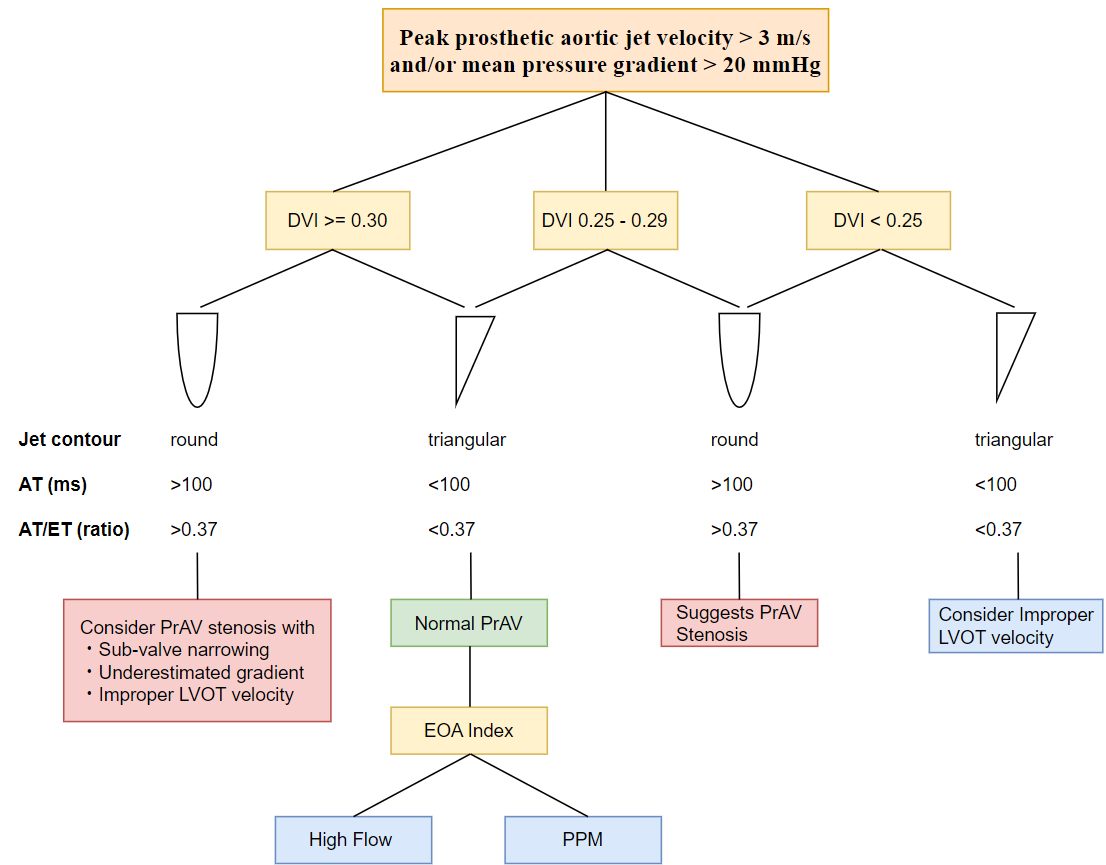 Peak prosthetic aortic jet velocity > 3 m/s
and/or mean pressure gradient > 20 mmHg
DVI >= 0.30
DVI 0.25 - 0.29
DVI < 0.25
Jet contour
round
triangular
round
triangular
AT (ms)
>100
<100
>100
<100
AT/ET (ratio)
>0.37
<0.37
>0.37
<0.37
Consider PrAV stenosis with
・Sub-valve narrowing
・Underestimated gradient
・Improper LVOT velocity
Normal PrAV
Suggests PrAV
Stenosis
Consider Improper
LVOT velocity
EOA Index
High Flow
PPM